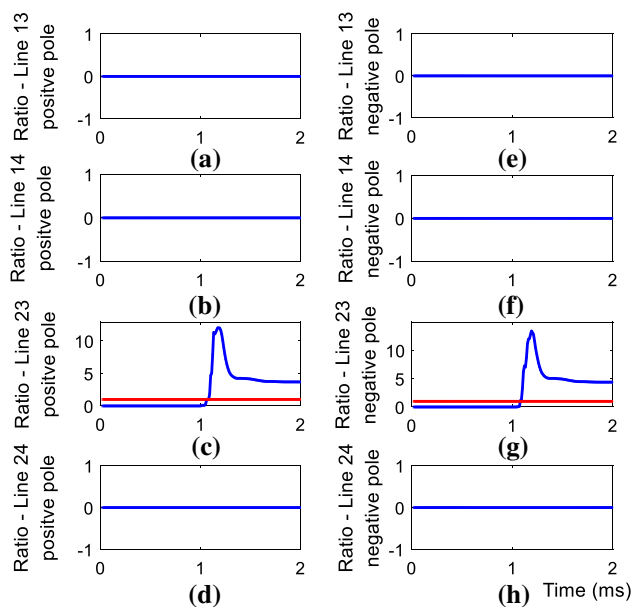 Ratio - Line 13
positve pole
1
0
-1
0
1
2
(a)
Ratio - Line 13
negative pole
1
0
-1
0
1
2
(e)
Ratio - Line 14
positve pole
1
0
-1
0
1
2
(b)
Ratio - Line 14
negative pole
1
0
-1
0
1
2
(f)
Ratio - Line 23
positve pole
10
5
0
0
1
2
(c)
Ratio - Line 23
negative pole
10
5
0
0
1
2
(g)
Ratio - Line 24
positve pole
1
0
-1
0
1
2
(d)
Ratio - Line 24
negative pole
1
0
-1
0
1
2
(h)
Time (ms)